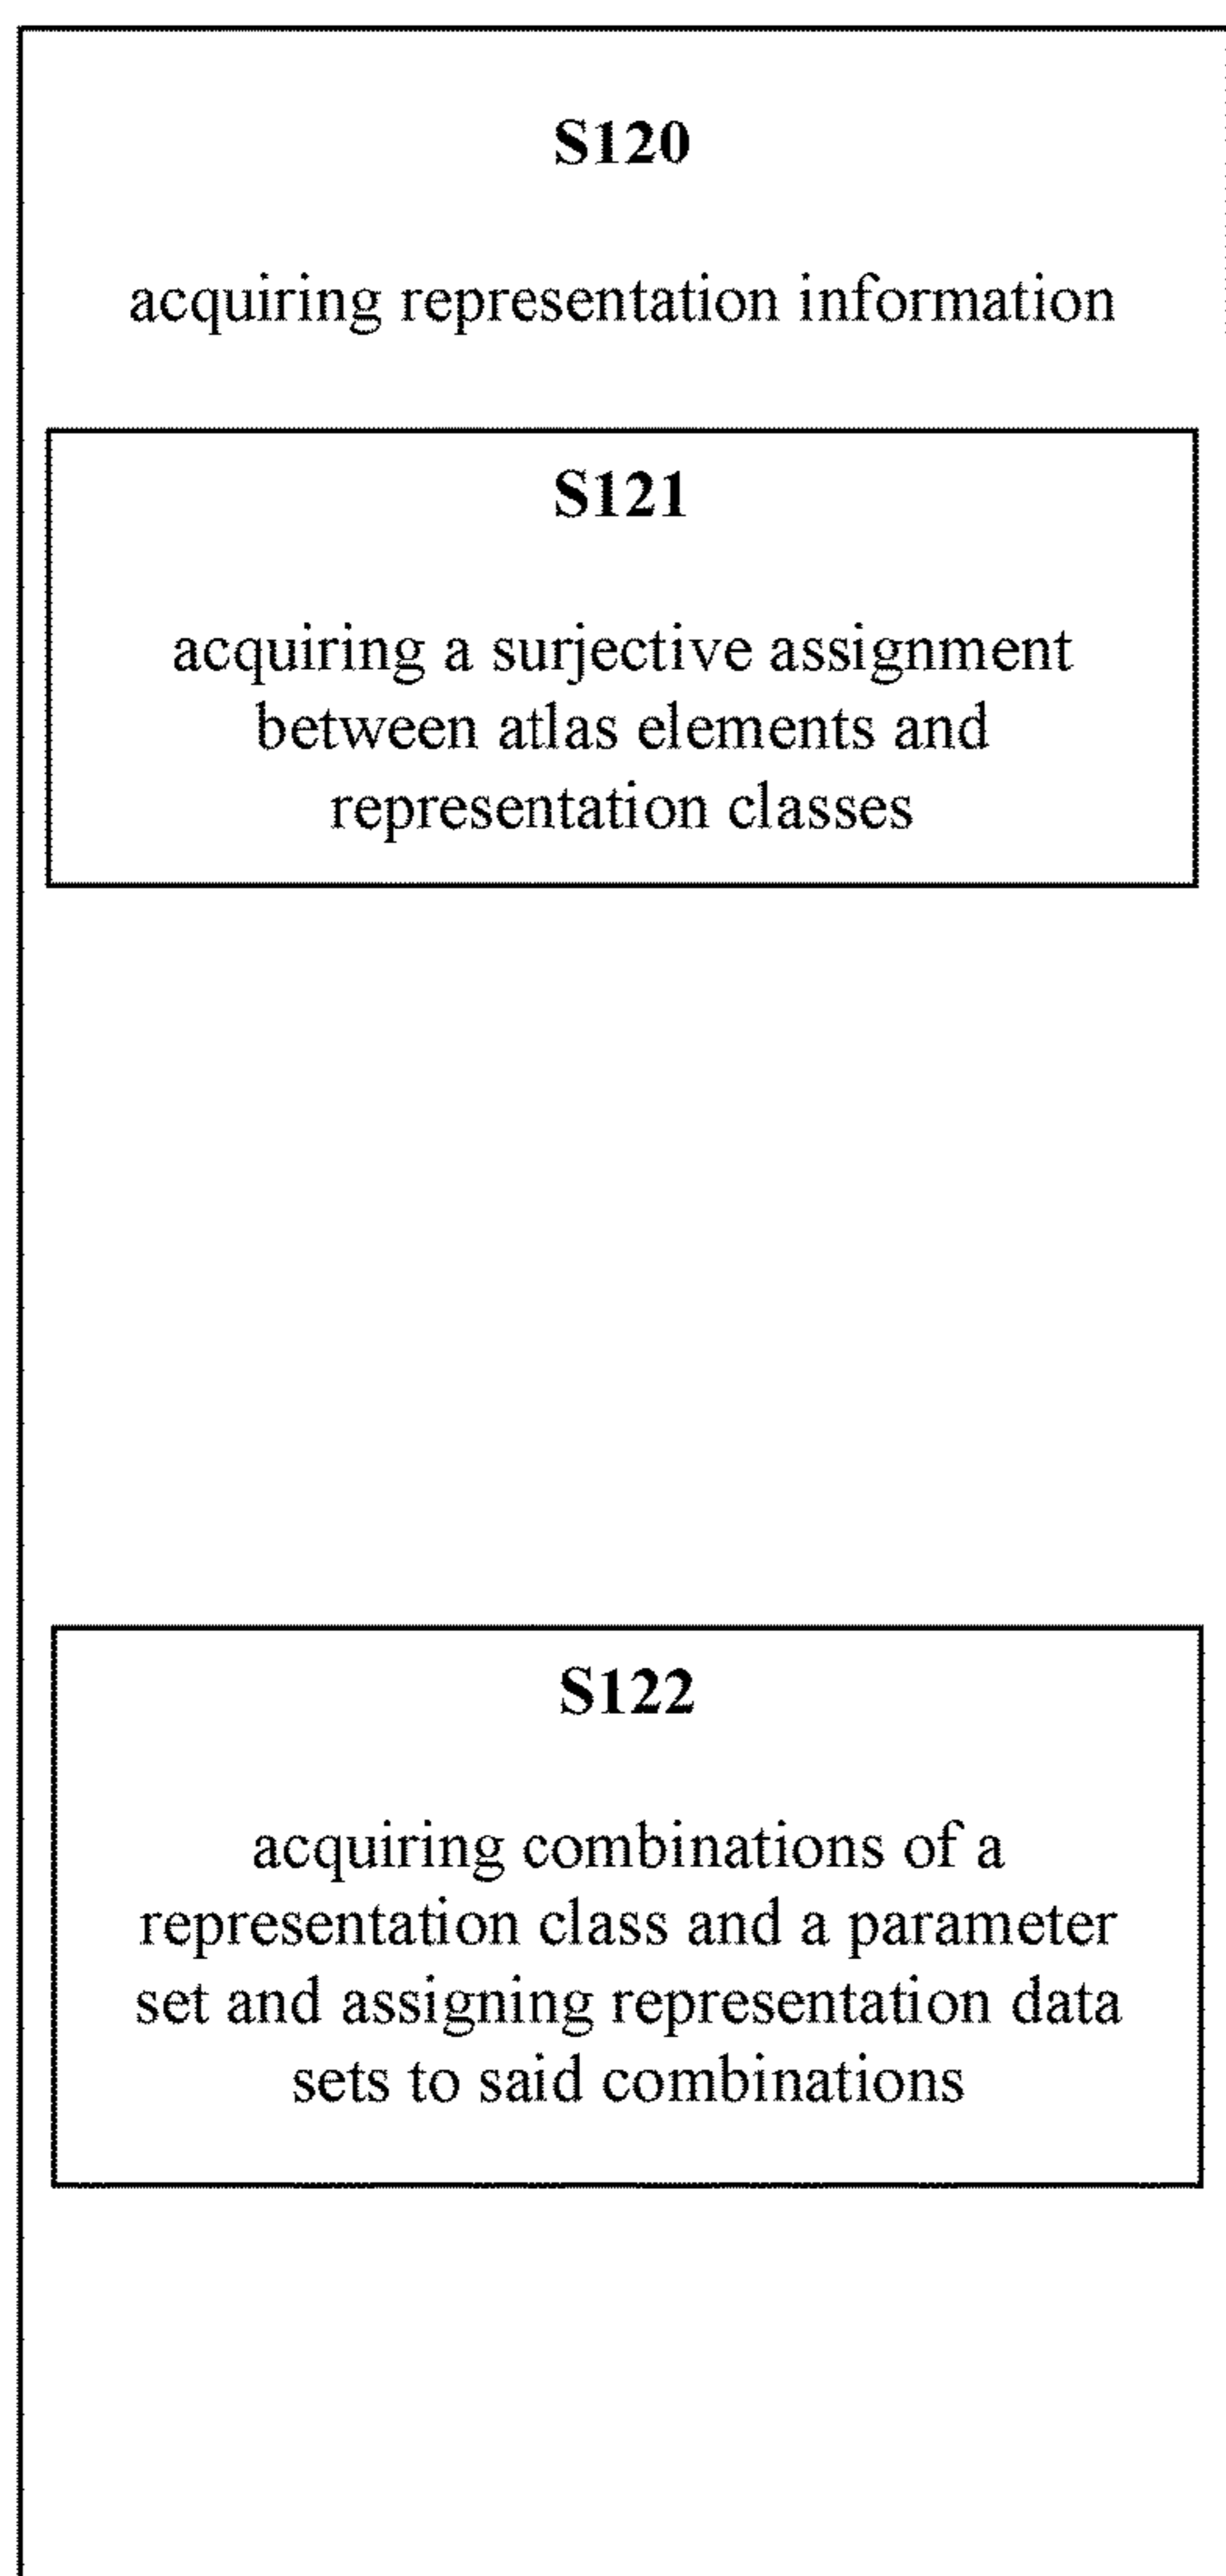 S120
acquiring representation information
S121
acquiring a surjective assignment
between atlas elements and
representation classes
S122
acquiring combinations of a
representation class and a parameter
set and assigning representation data
sets to said combinations